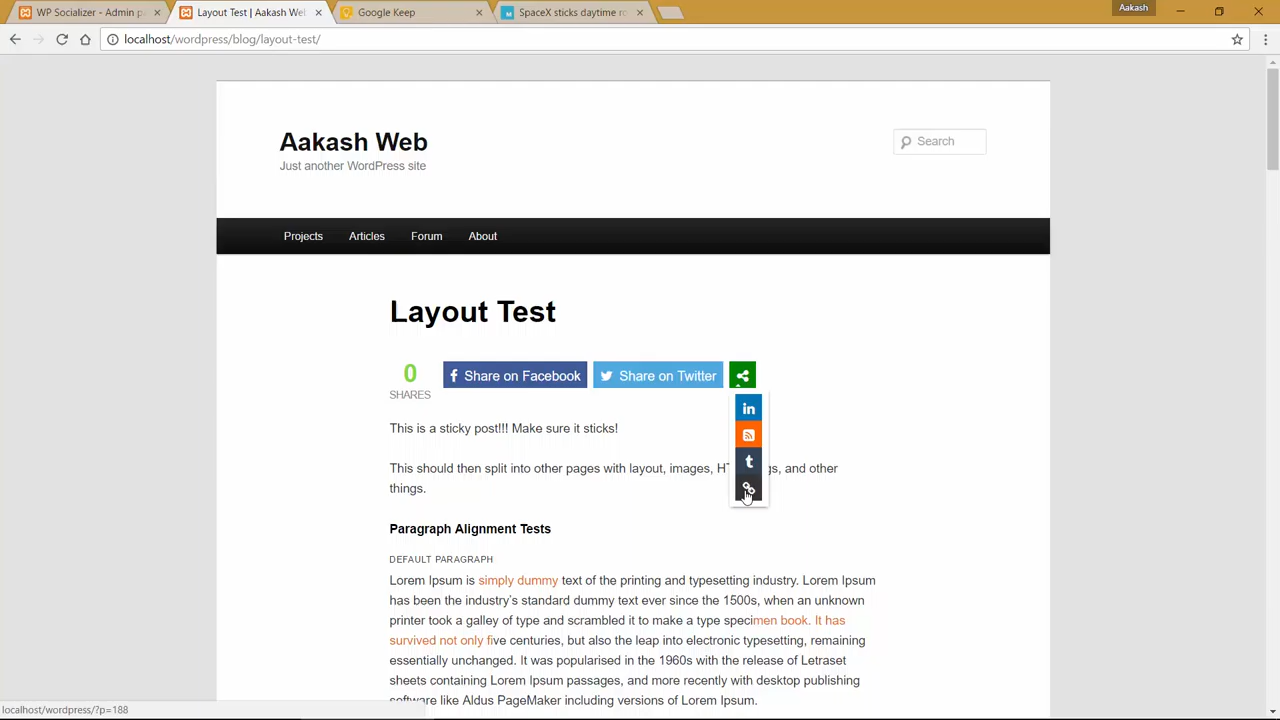 WP Socializer - Admin p
Layout Test | Aakash Web
Google Keep
SpaceX sticks daytime ro
Aakash
localhost/wordpress/blog/layout-test/
Aakash Web
Just another WordPress site
Search
Projects
Articles
Forum
About
Layout Test
0
SHARES
f Share on Facebook
Share on Twitter
in
t
This is a sticky post!!! Make sure it sticks!
This should then split into other pages with layout, images, HT gs, and other
things.
Paragraph Alignment Tests
DEFAULT PARAGRAPH
Lorem Ipsum is simply dummy text of the printing and typesetting industry. Lorem Ipsum
has been the industry's standard dummy text ever since the 1500s, when an unknown
printer took a galley of type and scrambled it to make a type specimen book. It has
survived not only five centuries, but also the leap into electronic typesetting, remaining
essentially unchanged. It was popularised in the 1960s with the release of Letraset
sheets containing Lorem Ipsum passages, and more recently with desktop publishing
software like Aldus PageMaker including versions of Lorem Ipsum.
localhost/wordpress/?p=188